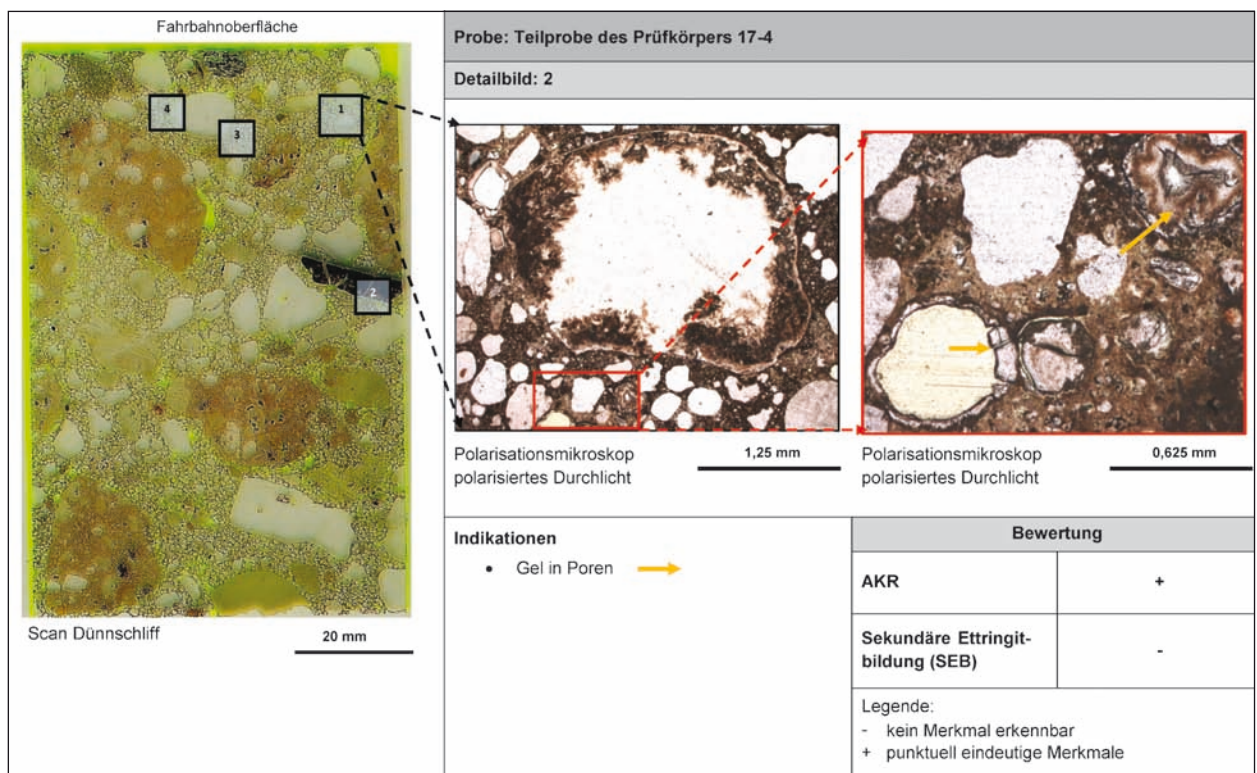 Fahrbahnoberfläche
4
3
1
2
Scan Dünnschliff
20 mm
Probe: Teilprobe des Prüfkörpers 17-4
Detailbild: 2
Polarisationsmikroskop
polarisiertes Durchlicht
1,25 mm
Polarisationsmikroskop
polarisiertes Durchlicht
0,625 mm
Indikationen
• Gel in Poren
Bewertung
AKR +
Sekundäre Ettringit-
bildung (SEB) -
Legende:
- kein Merkmal erkennbar
+ punktuell eindeutige Merkmale